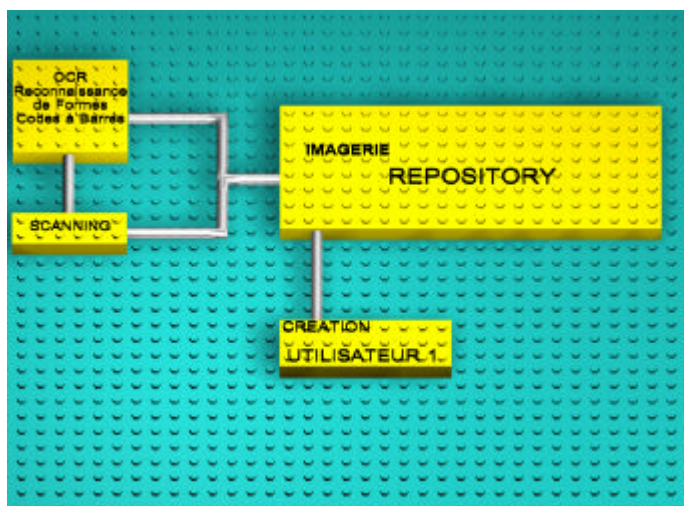 OCR
Reconnaissance
de Formes
Codes à Barres
IMAGERIE
REPOSITORY
SCANNING
CREATION
UTILISATEUR 1